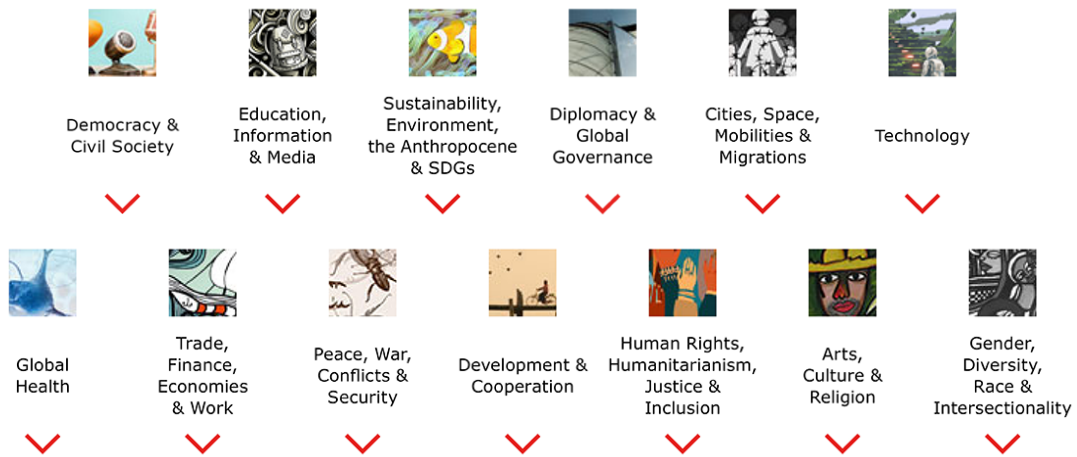 Democracy &
Civil Society
Education,
Information
& Media
Sustainability,
Environment,
the Anthropocene
& SDGs
Diplomacy &
Global
Governance
Cities, Space,
Mobilities &
Migrations
Technology
Global
Health
Trade,
Finance,
Economies
& Work
Peace, War,
Conflicts &
Security
Development &
Cooperation
Human Rights,
Humanitarianism,
Justice &
Inclusion
Arts,
Culture &
Religion
Gender,
Diversity,
Race &
Intersectionality